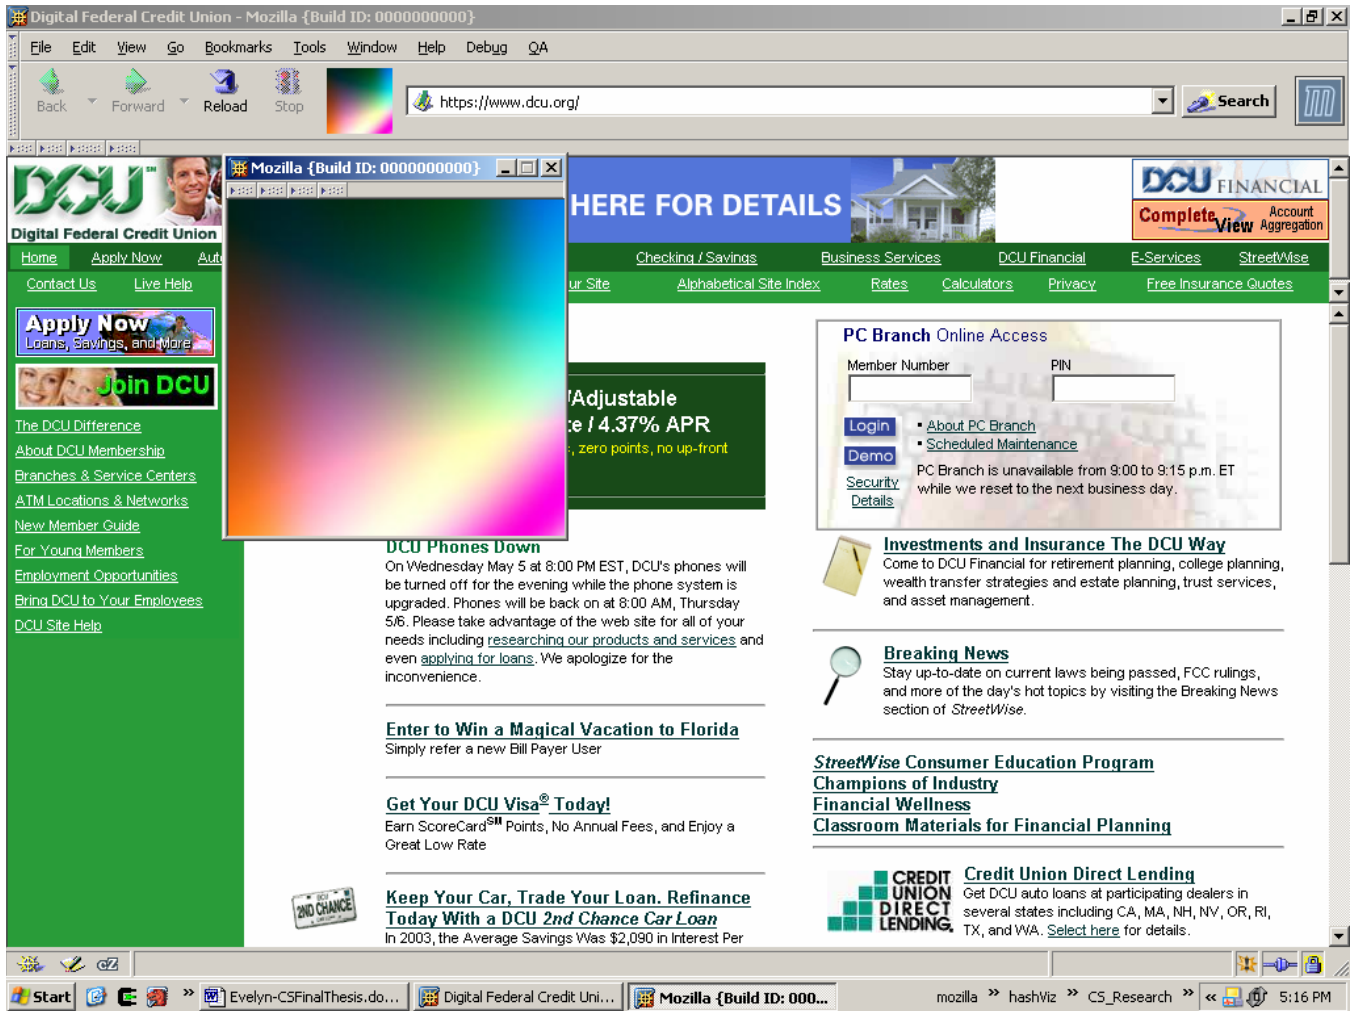 Digital Federal Credit Union - Mozilla {Build ID: 0000000000}
File Edit View Go Bookmarks Tools Window Help Debug QA
Back Forward Reload Stop https://www.dcu.org/ Search
DCU SM
Digital Federal Credit Union
Mozilla {Build ID: 0000000000}
HERE FOR DETAILS
DCU FINANCIAL
Complete View Account Aggregation
Home Apply Now Auto Checking / Savings Business Services DCU Financial E-Services StreetWise
Contact Us Live Help ur Site Alphabetical Site Index Rates Calculators Privacy Free Insurance Quotes
Apply Now
Loans, Savings, and More
Join DCU
The DCU Difference
About DCU Membership
Branches & Service Centers
ATM Locations & Networks
New Member Guide
For Young Members
Employment Opportunities
Bring DCU to Your Employees
DCU Site Help
/Adjustable
te / 4.37% APR
, zero points, no up-front
PC Branch Online Access
Member Number PIN
Login
Demo
Security
Details
▪ About PC Branch
▪ Scheduled Maintenance
PC Branch is unavailable from 9:00 to 9:15 p.m. ET
while we reset to the next business day.
DCU Phones Down
On Wednesday May 5 at 8:00 PM EST, DCU's phones will
be turned off for the evening while the phone system is
upgraded. Phones will be back on at 8:00 AM, Thursday
5/6. Please take advantage of the web site for all of your
needs including researching our products and services and
even applying for loans. We apologize for the
inconvenience.
Enter to Win a Magical Vacation to Florida
Simply refer a new Bill Payer User
Get Your DCU Visa® Today!
Earn ScoreCard SM Points, No Annual Fees, and Enjoy a
Great Low Rate
2ND CHANCE
Keep Your Car, Trade Your Loan. Refinance
Today With a DCU 2nd Chance Car Loan
In 2003, the Average Savings Was $2,090 in Interest Per
Investments and Insurance The DCU Way
Come to DCU Financial for retirement planning, college planning,
wealth transfer strategies and estate planning, trust services,
and asset management.
Breaking News
Stay up-to-date on current laws being passed, FCC rulings,
and more of the day's hot topics by visiting the Breaking News
section of StreetWise.
StreetWise Consumer Education Program
Champions of Industry
Financial Wellness
Classroom Materials for Financial Planning
CREDIT
UNION
DIRECT
LENDING
Credit Union Direct Lending
Get DCU auto loans at participating dealers in
several states including CA, MA, NH, NV, OR, RI,
TX, and WA. Select here for details.
Start Evelyn-CSFinalThesis.do... Digital Federal Credit Uni... Mozilla {Build ID: 000... mozilla hashViz CS_Research 5:16 PM